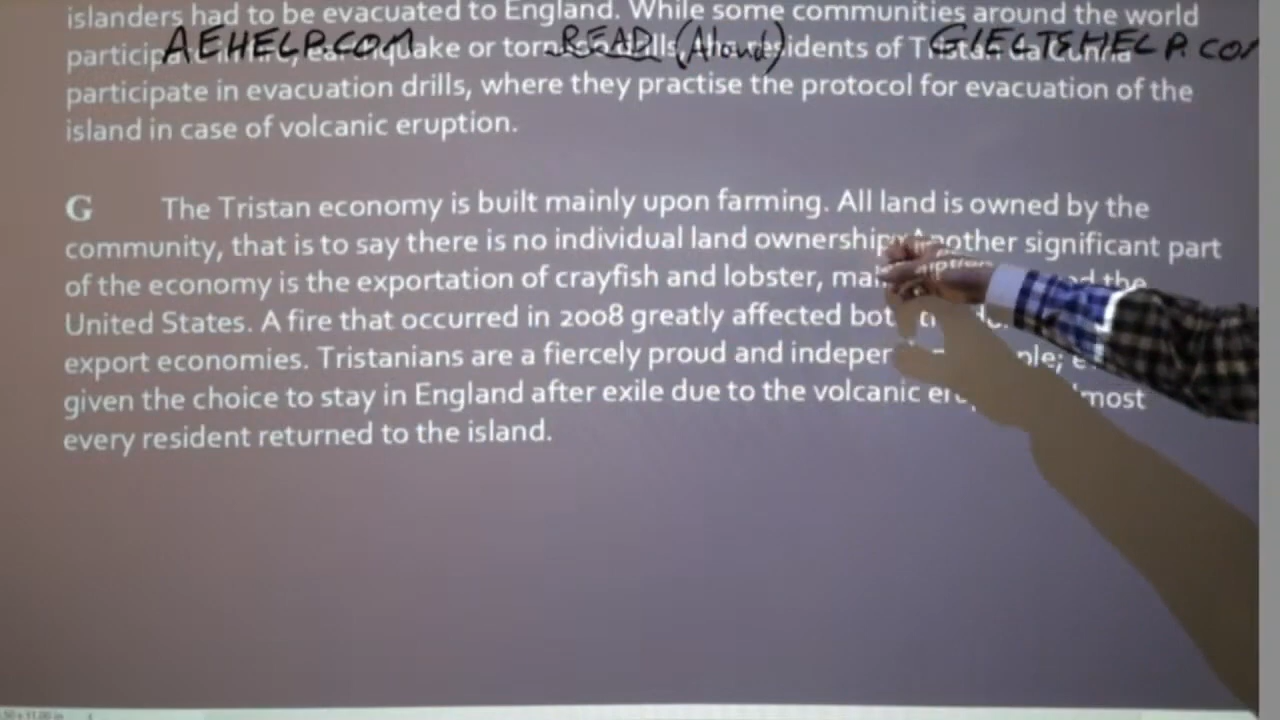 islanders had to be evacuated to England. While some communities around the world
AEHELP.COM READ (Aloud) GIELTSHELP.CO
participate in fire, earthquake or tornado drills, the residents of Tristan da Cunha
participate in evacuation drills, where they practise the protocol for evacuation of the
island in case of volcanic eruption.
G The Tristan economy is built mainly upon farming. All land is owned by the
community, that is to say there is no individual land ownership. Another significant part
of the economy is the exportation of crayfish and lobster, and the
United States. A fire that occurred in 2008 greatly affected
export economies. Tristanians are a fiercely proud and
given the choice to stay in England after exile due to the volcanic most
every resident returned to the island.